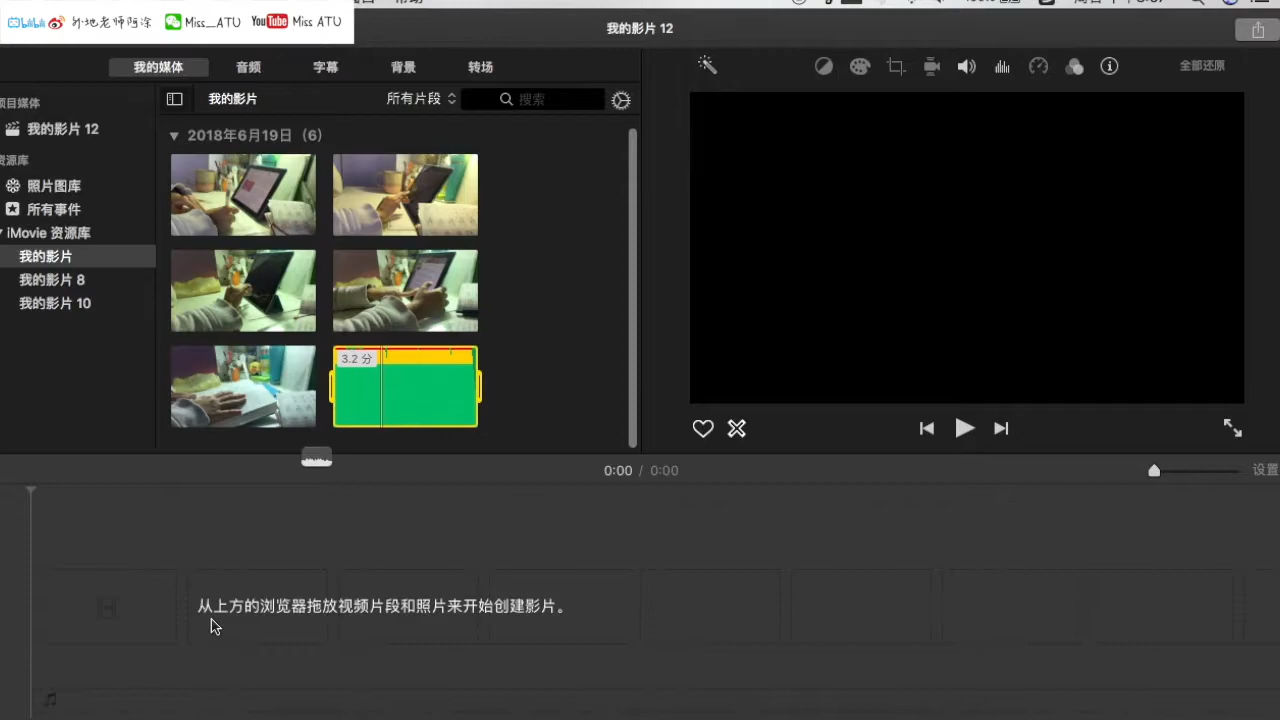 bilibili 外地老师阿涂 Miss__ATU YouTube Miss ATU
我的影片 12
我的媒体 音频 字幕 背景 转场 全部还原
项目媒体
我的影片 所有片段 搜索
我的影片 12
2018年6月19日 (6)
资源库
照片图库
所有事件
iMovie 资源库
我的影片
我的影片 8
我的影片 10
3.2 分
0:00 / 0:00 设置
从上方的浏览器拖放视频片段和照片来开始创建影片。